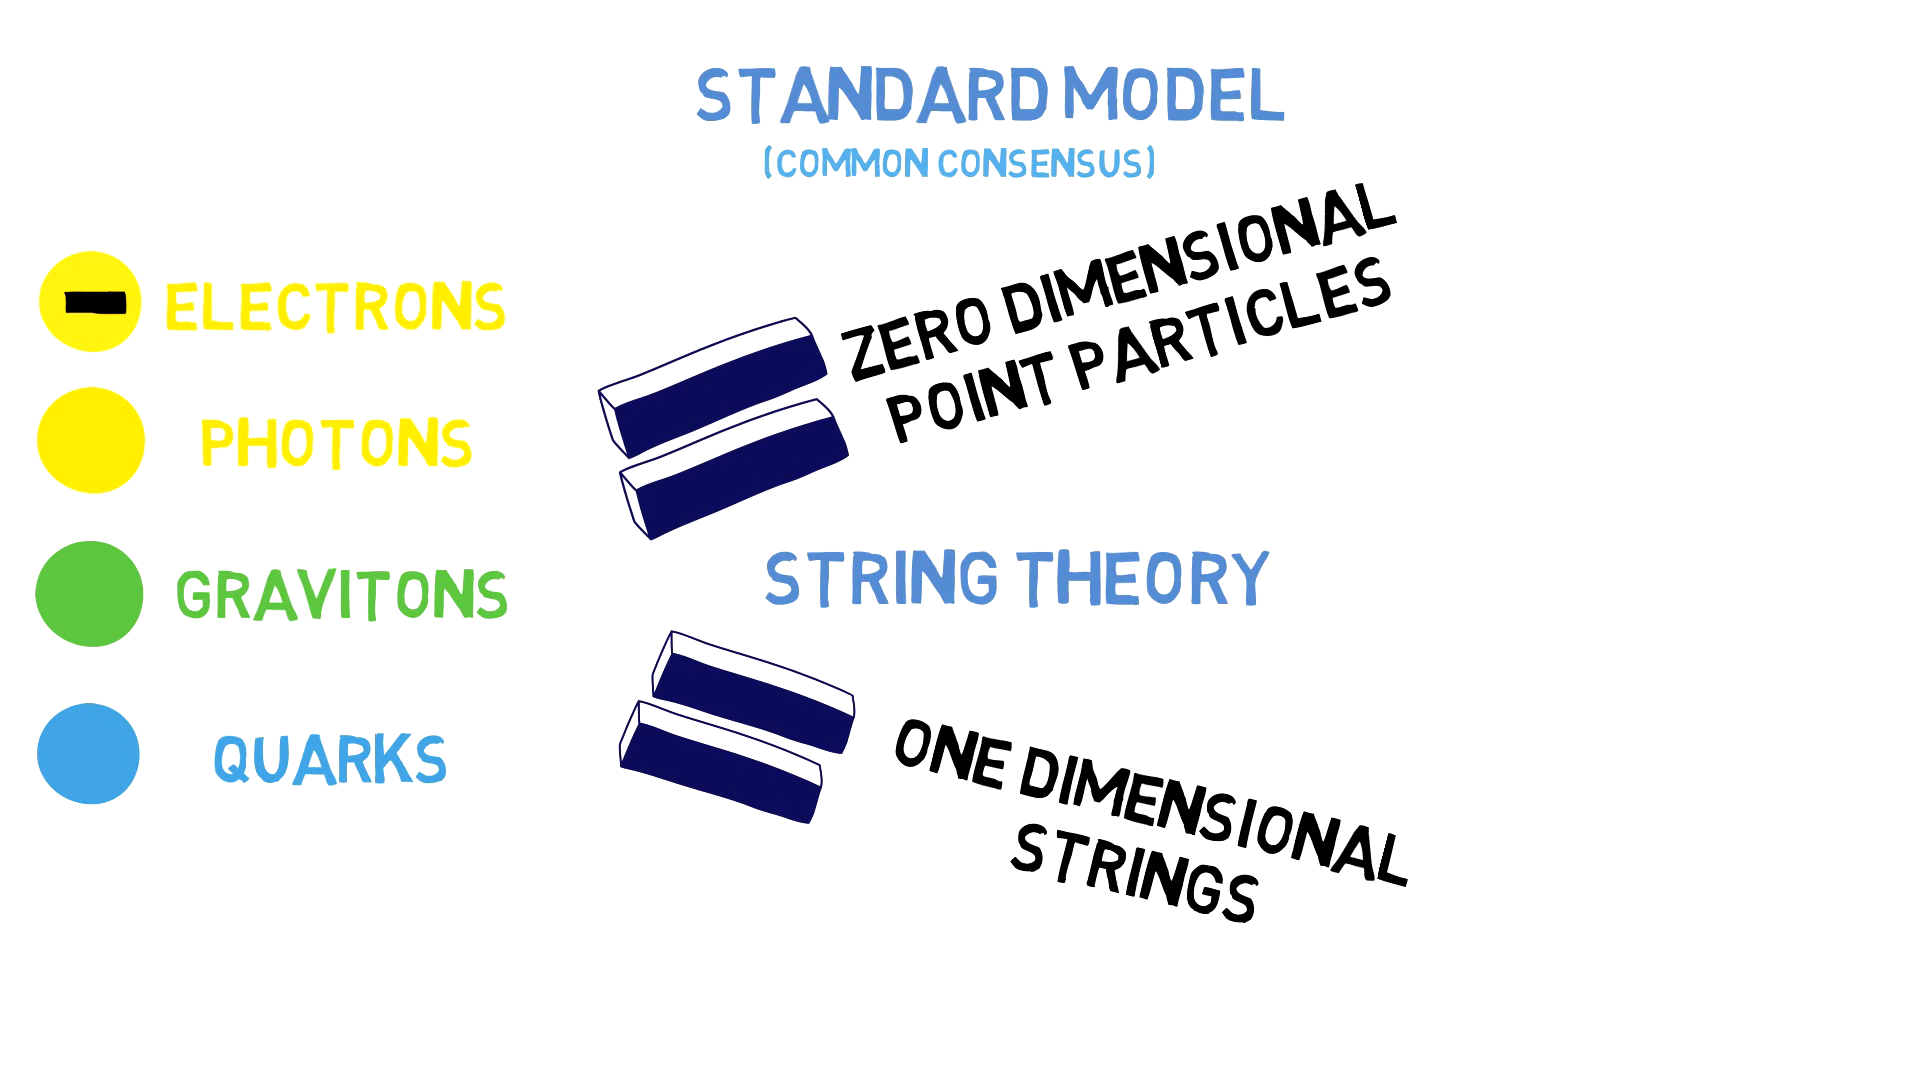 STANDARD MODEL
(COMMON CONSENSUS)
ELECTRONS
PHOTONS
GRAVITONS
QUARKS
ZERO DIMENSIONAL
POINT PARTICLES
STRING THEORY
ONE DIMENSIONAL
STRINGS